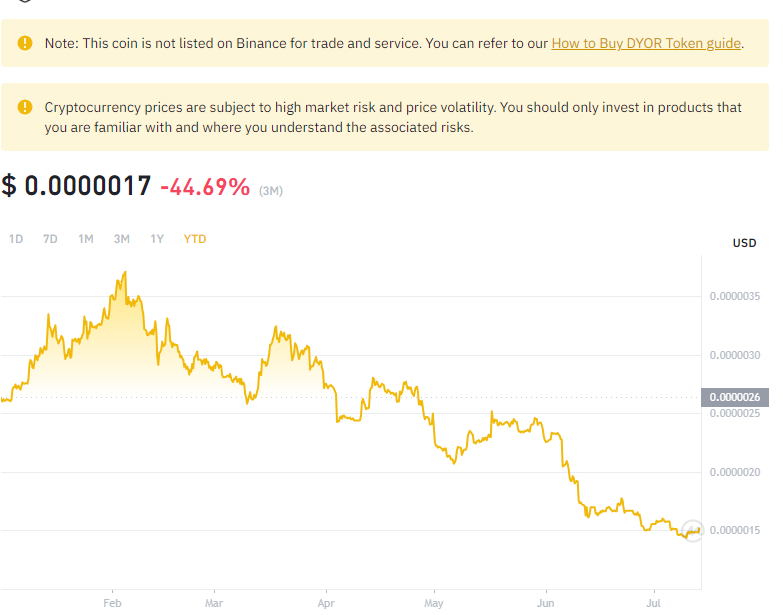 Note: This coin is not listed on Binance for trade and service. You can refer to our How to Buy DYOR Token guide.
Cryptocurrency prices are subject to high market risk and price volatility. You should only invest in products that
you are familiar with and where you understand the associated risks.
$ 0.0000017 -44.69% (3M)
1D 7D 1M 3M 1Y YTD
USD
0.0000035
0.0000030
0.0000026
0.0000025
0.0000020
0.0000015
Feb Mar Apr May Jun Jul